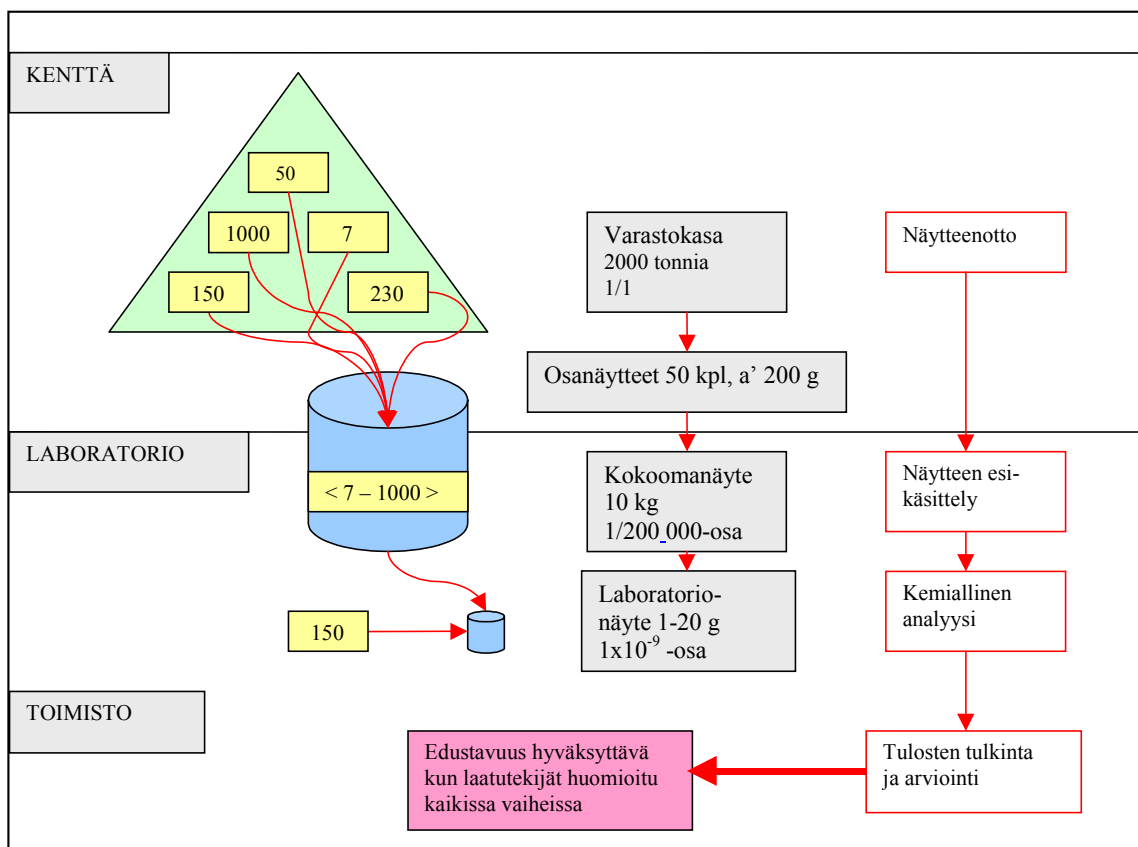 KENTTÄ
50
1000
7
150
230
Varastokasa
2000 tonnia
1/1
Näytteenotto
Osanäytteet 50 kpl, a’ 200 g
LABORATORIO
< 7 – 1000 >
Kokoomanäyte
10 kg
1/200 000-osa
Näytteen esi-
käsittely
150
Laboratorio-
näyte 1-20 g
1x10⁻⁹ -osa
Kemiallinen
analyysi
TOIMISTO
Edustavuus hyväksyttävä
kun laatutekijät huomioitu
kaikissa vaiheissa
Tulosten tulkinta
ja arviointi